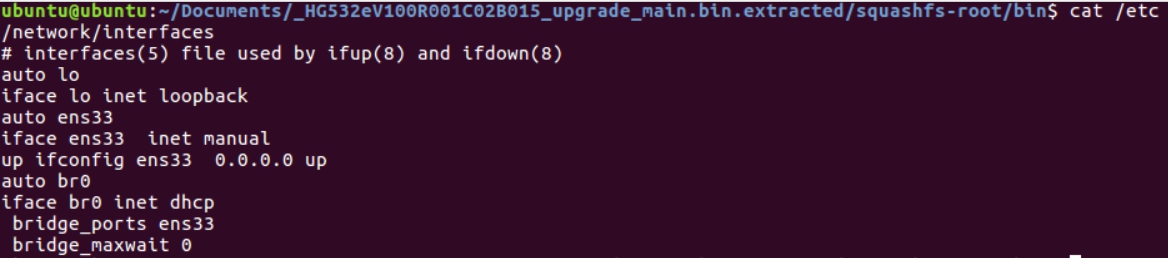 ubuntu@ubuntu:~/Documents/_HG532eV100R001C02B015_upgrade_main.bin.extracted/squashfs-root/bin$ cat /etc
/network/interfaces
# interfaces(5) file used by ifup(8) and ifdown(8)
auto lo
iface lo inet loopback
auto ens33
iface ens33  inet manual
up ifconfig ens33  0.0.0.0 up
auto br0
iface br0 inet dhcp
 bridge_ports ens33
 bridge_maxwait 0